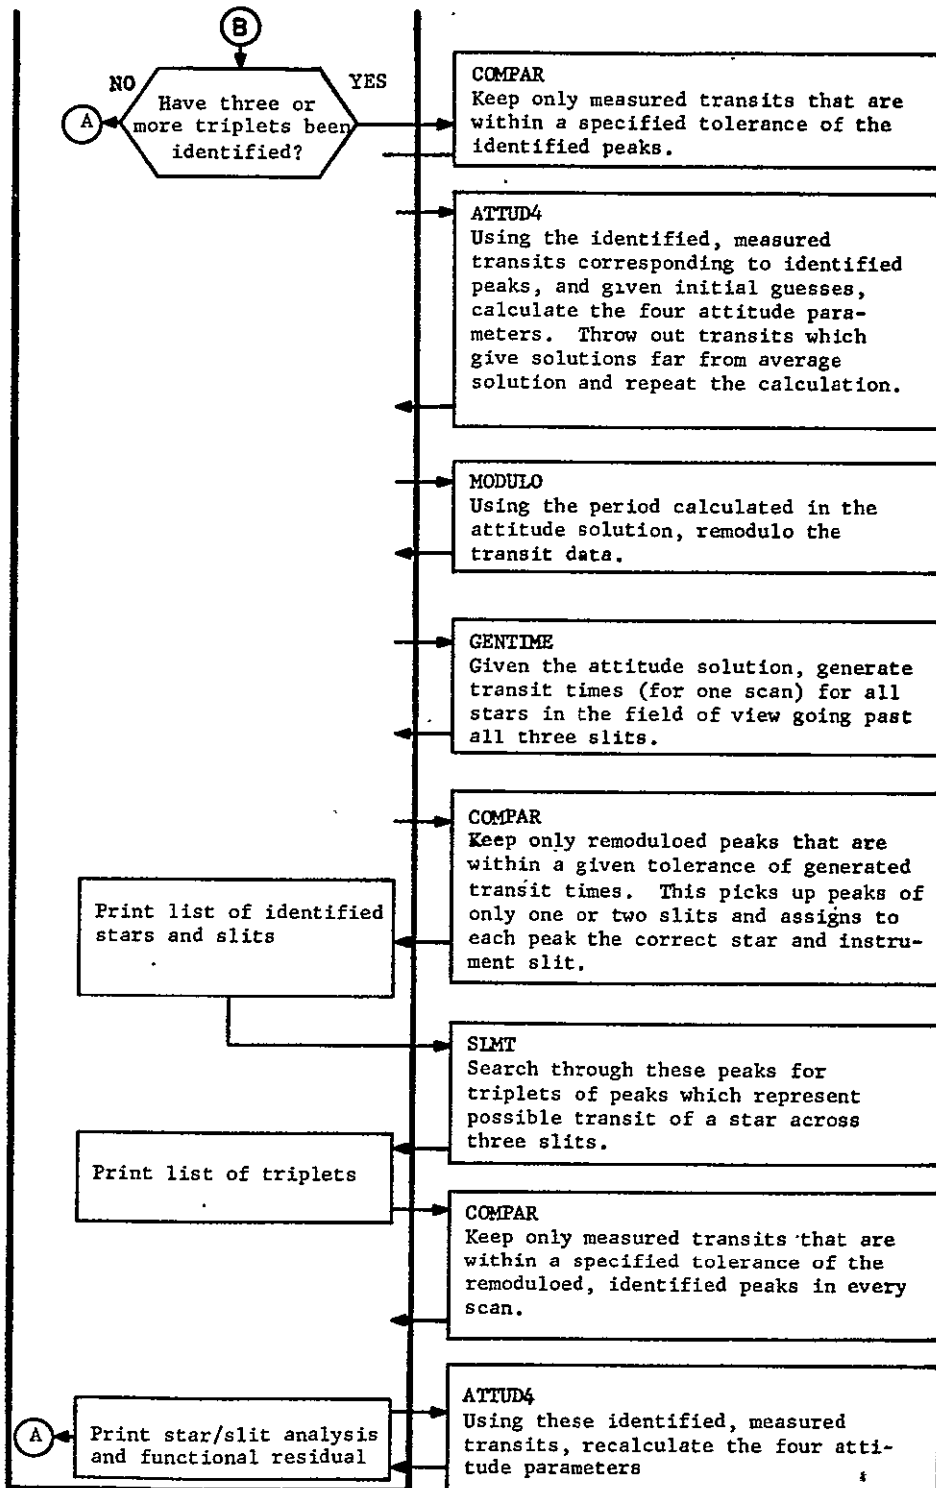 B
NO
YES
Have three or
more triplets been
identified?
A
COMPAR
Keep only measured transits that are
within a specified tolerance of the
identified peaks.
ATTUD4
Using the identified, measured
transits corresponding to identified
peaks, and given initial guesses,
calculate the four attitude para-
meters. Throw out transits which
give solutions far from average
solution and repeat the calculation.
MODULO
Using the period calculated in the
attitude solution, remodulo the
transit data.
GENTIME
Given the attitude solution, generate
transit times (for one scan) for all
stars in the field of view going past
all three slits.
COMPAR
Keep only remoduloed peaks that are
within a given tolerance of generated
transit times. This picks up peaks of
only one or two slits and assigns to
each peak the correct star and instru-
ment slit.
Print list of identified
stars and slits
SLMT
Search through these peaks for
triplets of peaks which represent
possible transit of a star across
three slits.
Print list of triplets
COMPAR
Keep only measured transits that are
within a specified tolerance of the
remoduloed, identified peaks in every
scan.
ATTUD4
Using these identified, measured
transits, recalculate the four atti-
tude parameters
Print star/slit analysis
and functional residual
A